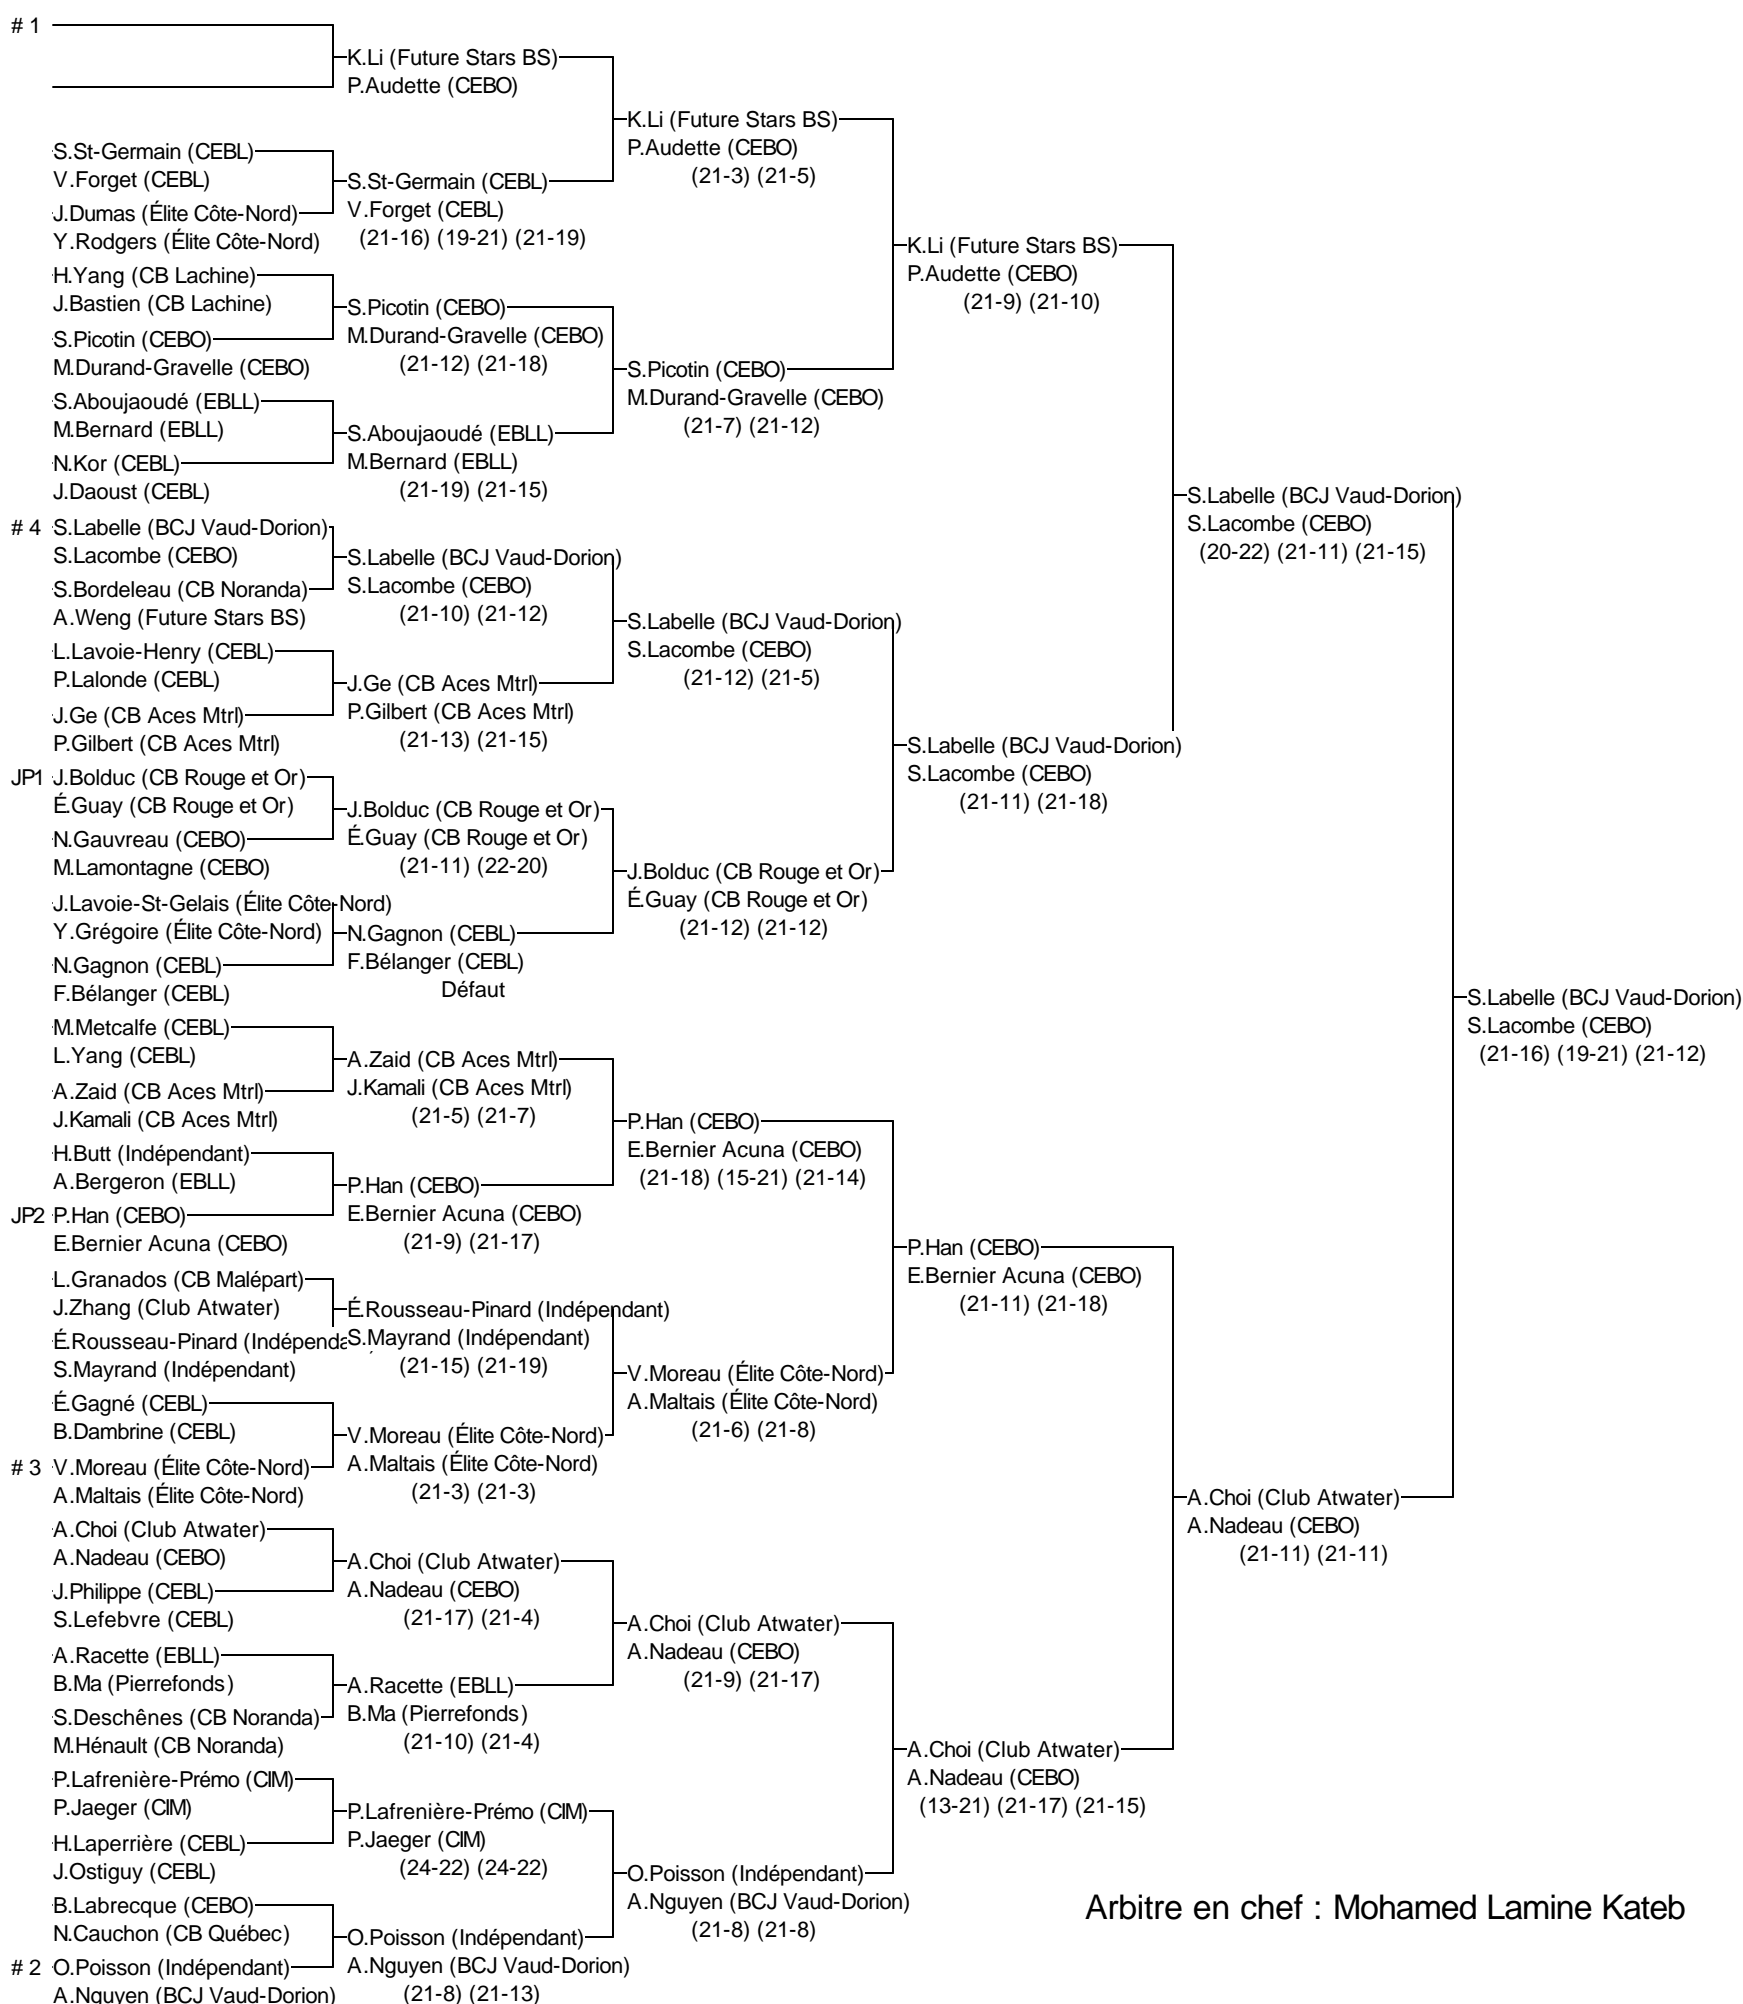 # 1
K.Li (Future Stars BS)
P.Audette (CEBO)
K.Li (Future Stars BS)
P.Audette (CEBO)
(21-3) (21-5)
S.St-Germain (CEBL)
V.Forget (CEBL)
S.St-Germain (CEBL)
V.Forget (CEBL)
(21-16) (19-21) (21-19)
J.Dumas (Élite Côte-Nord)
Y.Rodgers (Élite Côte-Nord)
K.Li (Future Stars BS)
P.Audette (CEBO)
(21-9) (21-10)
H.Yang (CB Lachine)
J.Bastien (CB Lachine)
S.Picotin (CEBO)
M.Durand-Gravelle (CEBO)
(21-12) (21-18)
S.Picotin (CEBO)
M.Durand-Gravelle (CEBO)
S.Picotin (CEBO)
M.Durand-Gravelle (CEBO)
(21-7) (21-12)
S.Aboujaoudé (EBLL)
M.Bernard (EBLL)
S.Aboujaoudé (EBLL)
M.Bernard (EBLL)
(21-19) (21-15)
N.Kor (CEBL)
J.Daoust (CEBL)
S.Labelle (BCJ Vaud-Dorion)
S.Lacombe (CEBO)
(20-22) (21-11) (21-15)
# 4 S.Labelle (BCJ Vaud-Dorion)
S.Lacombe (CEBO)
S.Labelle (BCJ Vaud-Dorion)
S.Lacombe (CEBO)
(21-10) (21-12)
S.Bordeleau (CB Noranda)
A.Weng (Future Stars BS)
S.Labelle (BCJ Vaud-Dorion)
S.Lacombe (CEBO)
(21-12) (21-5)
L.Lavoie-Henry (CEBL)
P.Lalonde (CEBL)
J.Ge (CB Aces Mtrl)
P.Gilbert (CB Aces Mtrl)
(21-13) (21-15)
J.Ge (CB Aces Mtrl)
P.Gilbert (CB Aces Mtrl)
S.Labelle (BCJ Vaud-Dorion)
S.Lacombe (CEBO)
(21-11) (21-18)
JP1 J.Bolduc (CB Rouge et Or)
É.Guay (CB Rouge et Or)
J.Bolduc (CB Rouge et Or)
É.Guay (CB Rouge et Or)
(21-11) (22-20)
N.Gauvreau (CEBO)
M.Lamontagne (CEBO)
J.Bolduc (CB Rouge et Or)
É.Guay (CB Rouge et Or)
(21-12) (21-12)
J.Lavoie-St-Gelais (Élite Côte-Nord)
Y.Grégoire (Élite Côte-Nord)
N.Gagnon (CEBL)
F.Bélanger (CEBL)
Défaut
N.Gagnon (CEBL)
F.Bélanger (CEBL)
S.Labelle (BCJ Vaud-Dorion)
S.Lacombe (CEBO)
(21-16) (19-21) (21-12)
M.Metcalfe (CEBL)
L.Yang (CEBL)
A.Zaid (CB Aces Mtrl)
J.Kamali (CB Aces Mtrl)
(21-5) (21-7)
A.Zaid (CB Aces Mtrl)
J.Kamali (CB Aces Mtrl)
P.Han (CEBO)
E.Bernier Acuna (CEBO)
(21-18) (15-21) (21-14)
H.Butt (Indépendant)
A.Bergeron (EBLL)
P.Han (CEBO)
E.Bernier Acuna (CEBO)
(21-9) (21-17)
JP2 P.Han (CEBO)
E.Bernier Acuna (CEBO)
P.Han (CEBO)
E.Bernier Acuna (CEBO)
(21-11) (21-18)
L.Granados (CB Malépart)
J.Zhang (Club Atwater)
É.Rousseau-Pinard (Indépendant)
S.Mayrand (Indépendant)
(21-15) (21-19)
É.Rousseau-Pinard (Indépenda
S.Mayrand (Indépendant)
V.Moreau (Élite Côte-Nord)
A.Maltais (Élite Côte-Nord)
(21-6) (21-8)
É.Gagné (CEBL)
B.Dambrine (CEBL)
V.Moreau (Élite Côte-Nord)
A.Maltais (Élite Côte-Nord)
(21-3) (21-3)
# 3 V.Moreau (Élite Côte-Nord)
A.Maltais (Élite Côte-Nord)
A.Choi (Club Atwater)
A.Nadeau (CEBO)
(21-11) (21-11)
A.Choi (Club Atwater)
A.Nadeau (CEBO)
A.Choi (Club Atwater)
A.Nadeau (CEBO)
(21-17) (21-4)
J.Philippe (CEBL)
S.Lefebvre (CEBL)
A.Choi (Club Atwater)
A.Nadeau (CEBO)
(21-9) (21-17)
A.Racette (EBLL)
B.Ma (Pierrefonds)
A.Racette (EBLL)
B.Ma (Pierrefonds)
(21-10) (21-4)
S.Deschênes (CB Noranda)
M.Hénault (CB Noranda)
A.Choi (Club Atwater)
A.Nadeau (CEBO)
(13-21) (21-17) (21-15)
P.Lafrenière-Prémo (CIM)
P.Jaeger (CIM)
P.Lafrenière-Prémo (CIM)
P.Jaeger (CIM)
(24-22) (24-22)
H.Laperrière (CEBL)
J.Ostiguy (CEBL)
O.Poisson (Indépendant)
A.Nguyen (BCJ Vaud-Dorion)
(21-8) (21-8)
B.Labrecque (CEBO)
N.Cauchon (CB Québec)
O.Poisson (Indépendant)
A.Nguyen (BCJ Vaud-Dorion)
(21-8) (21-13)
# 2 O.Poisson (Indépendant)
A.Nguyen (BCJ Vaud-Dorion)
Arbitre en chef : Mohamed Lamine Kateb